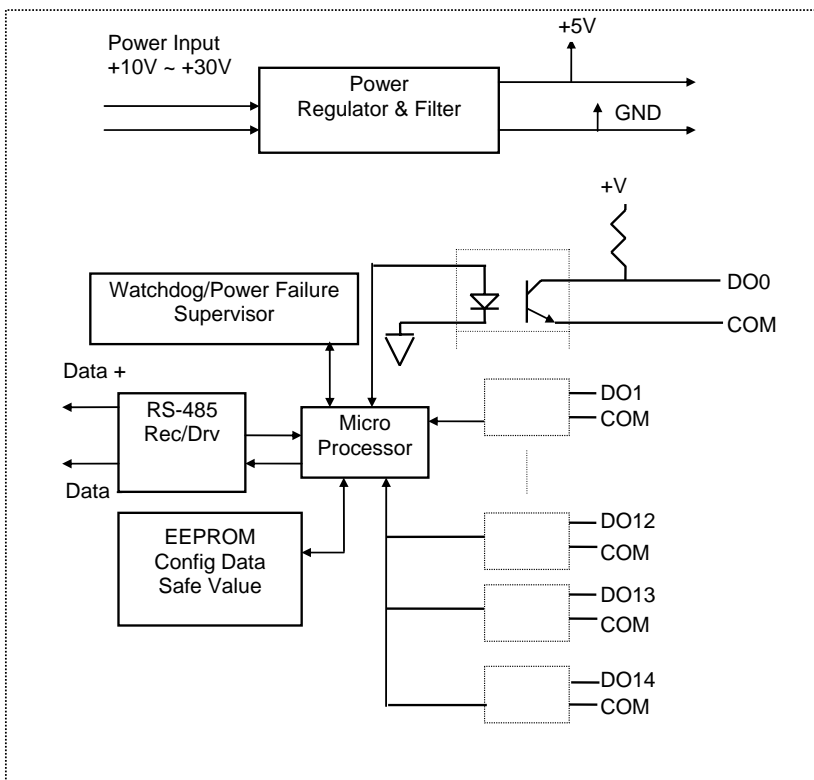 Power Input
+10V ~ +30V
Power
Regulator & Filter
+5V
GND
+V
DO0
COM
Watchdog/Power Failure
Supervisor
Data +
RS-485
Rec/Drv
Data
Micro
Processor
DO1
COM
EEPROM
Config Data
Safe Value
DO12
COM
DO13
COM
DO14
COM